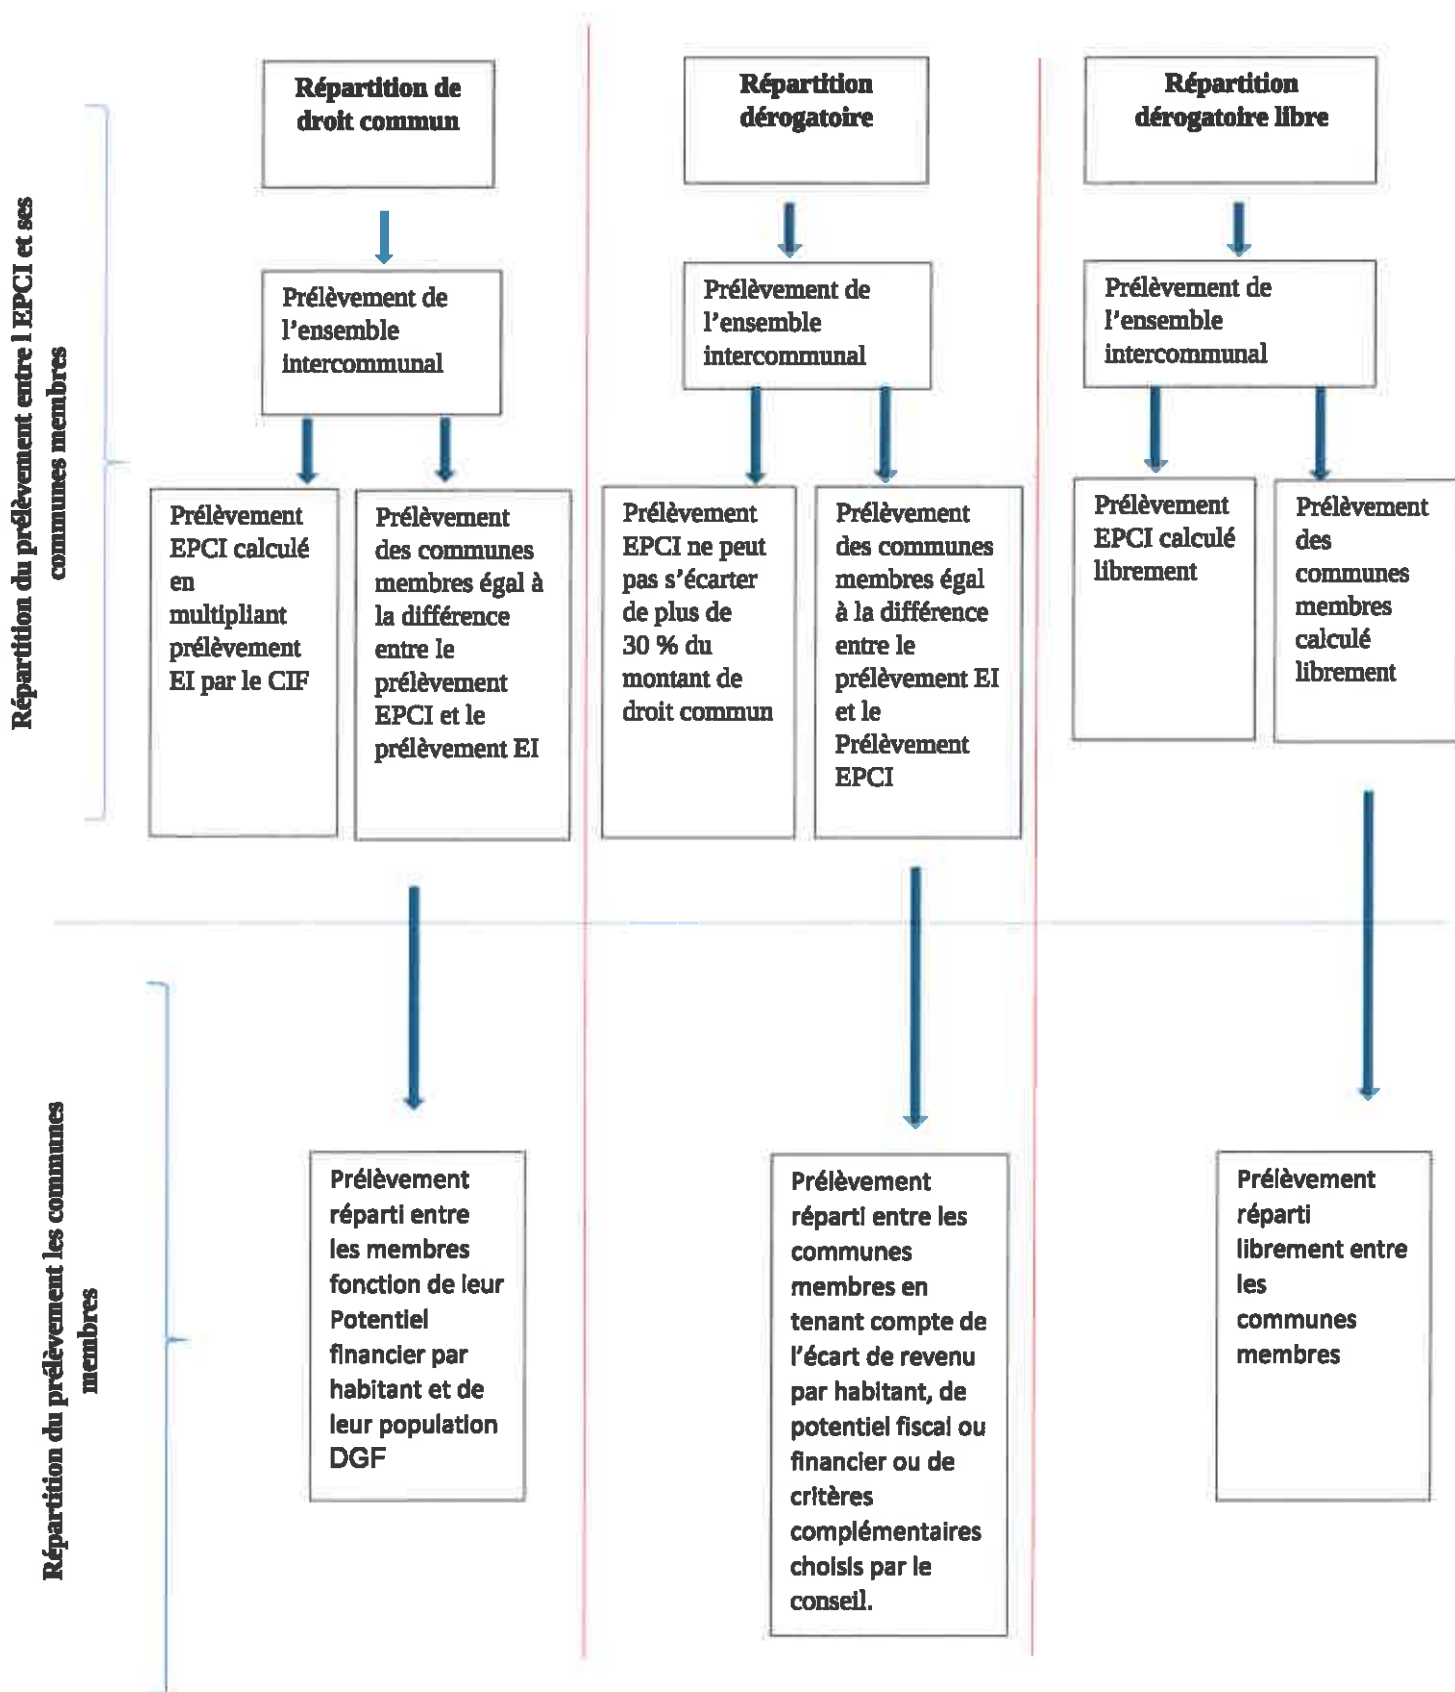 Répartition de
droit commun
Répartition
dérogatoire
Répartition
dérogatoire libre
Répartition du prélèvement entre l EPCI et ses
communes membres
Prélèvement de
l'ensemble
intercommunal
Prélèvement de
l'ensemble
intercommunal
Prélèvement de
l'ensemble
intercommunal
Prélèvement
EPCI calculé
en
multipliant
prélèvement
EI par le CIF
Prélèvement
des communes
membres égal à
la différence
entre le
prélèvement
EPCI et le
prélèvement EI
Prélèvement
EPCI ne peut
pas s'écarter
de plus de
30 % du
montant de
droit commun
Prélèvement
des communes
membres égal
à la différence
entre le
prélèvement EI
et le
Prélèvement
EPCI
Prélèvement
EPCI calculé
librement
Prélèvement
des
communes
membres
calculé
librement
Répartition du prélèvement les communes
membres
Prélèvement
réparti entre
les membres
fonction de leur
Potentiel
financier par
habitant et de
leur population
DGF
Prélèvement
réparti entre les
communes
membres en
tenant compte de
l'écart de revenu
par habitant, de
potentiel fiscal ou
financier ou de
critères
complémentaires
choisis par le
conseil.
Prélèvement
réparti
librement entre
les
communes
membres